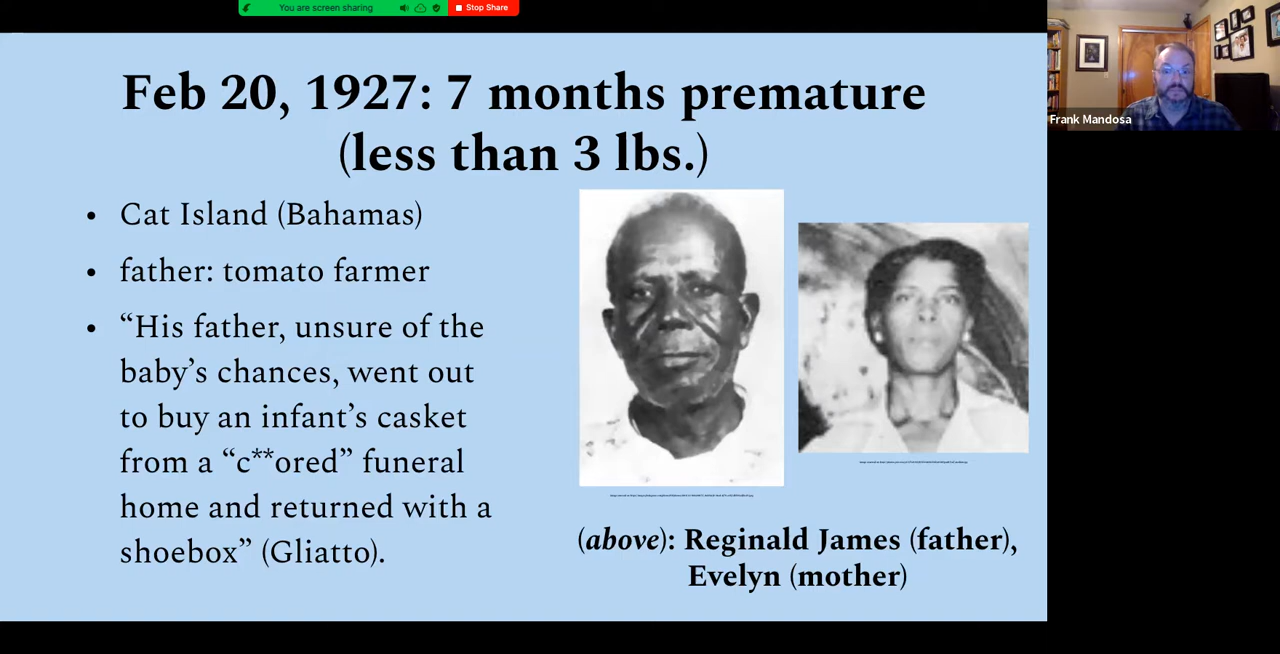 You are screen sharing
Stop Share
Feb 20, 1927: 7 months premature
(less than 3 lbs.)
• Cat Island (Bahamas)
• father: tomato farmer
• “His father, unsure of the
baby’s chances, went out
to buy an infant’s casket
from a “c**ored” funeral
home and returned with a
shoebox” (Gliatto).
(above): Reginald James (father),
Evelyn (mother)
Frank Mandosa